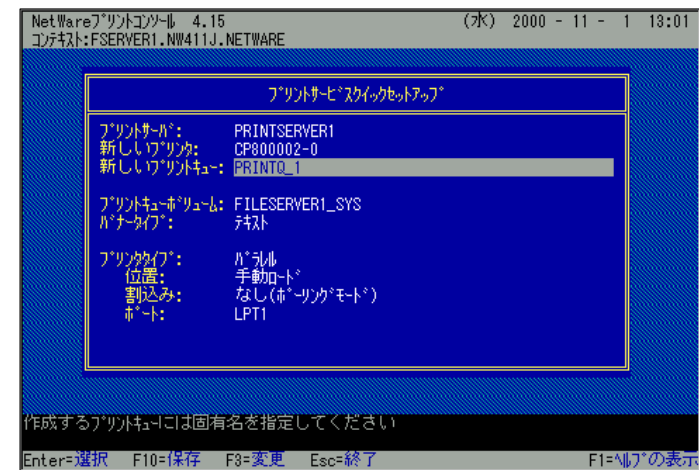 NetWareﾌﾟﾘﾝﾄｺﾝｿｰﾙ 4.15 (水) 2000 - 11 - 1 13:01
ｺﾝﾃｷｽﾄ:FSERVER1.NW411J.NETWARE
ﾌﾟﾘﾝﾄｻｰﾋﾞｽｸｲｯｸｾｯﾄｱｯﾌﾟ
ﾌﾟﾘﾝﾄｻｰﾊﾞ: PRINTSERVER1
新しいﾌﾟﾘﾝﾀ: CP800002-0
新しいﾌﾟﾘﾝﾄｷｭｰ: PRINTQ_1
ﾌﾟﾘﾝﾄｷｭｰﾎﾞﾘｭｰﾑ: FILESERVER1_SYS
ﾊﾞﾅｰﾀｲﾌﾟ: ﾃｷｽﾄ
ﾌﾟﾘﾝﾀﾀｲﾌﾟ: ﾊﾟﾗﾚﾙ
位置: 手動ﾛｰﾄﾞ
割込み: なし(ﾎﾟｰﾘﾝｸﾞﾓｰﾄﾞ)
ﾎﾟｰﾄ: LPT1
作成するﾌﾟﾘﾝﾄｷｭｰには固有名を指定してください
Enter=選択 F10=保存 F3=変更 Esc=終了 F1=ﾍﾙﾌﾟの表示